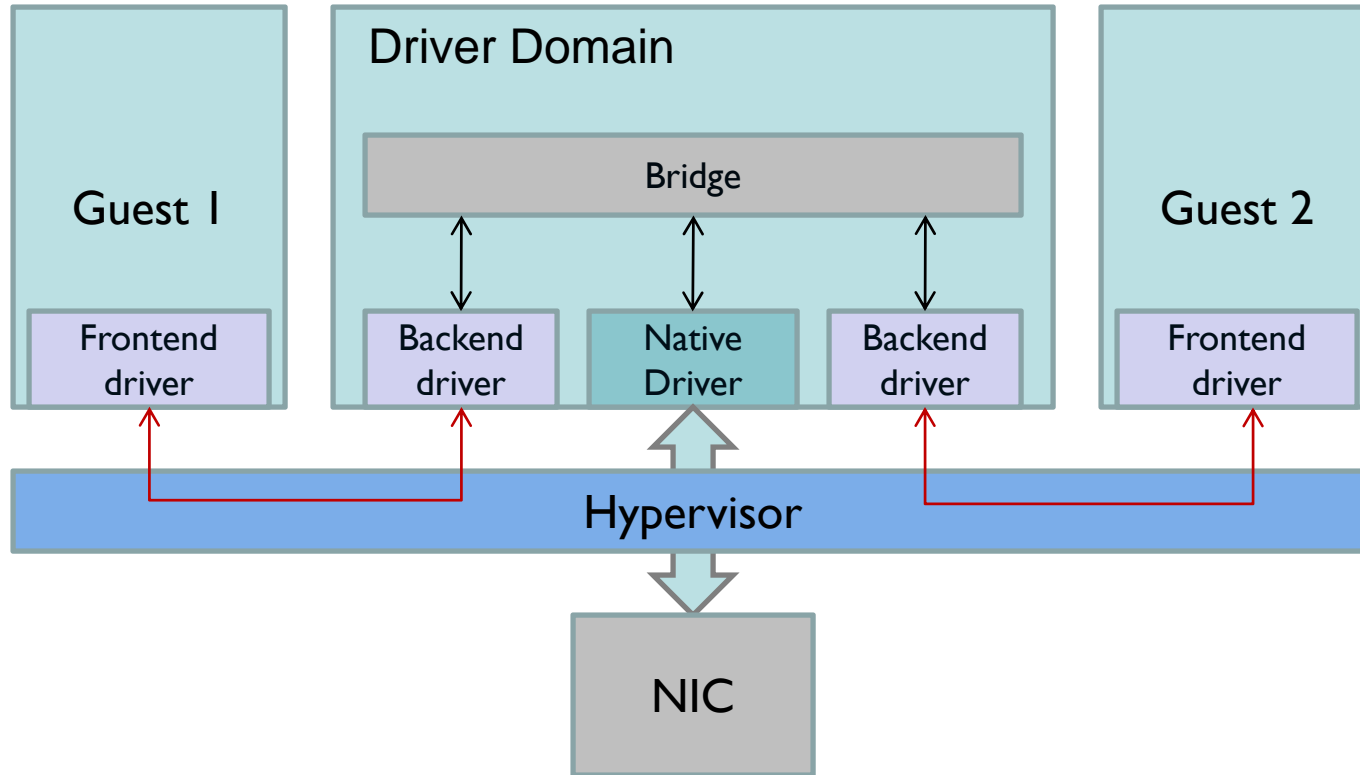 Driver Domain
Bridge
Guest 1
Guest 2
Frontend
driver
Backend
driver
Native
Driver
Backend
driver
Frontend
driver
Hypervisor
NIC